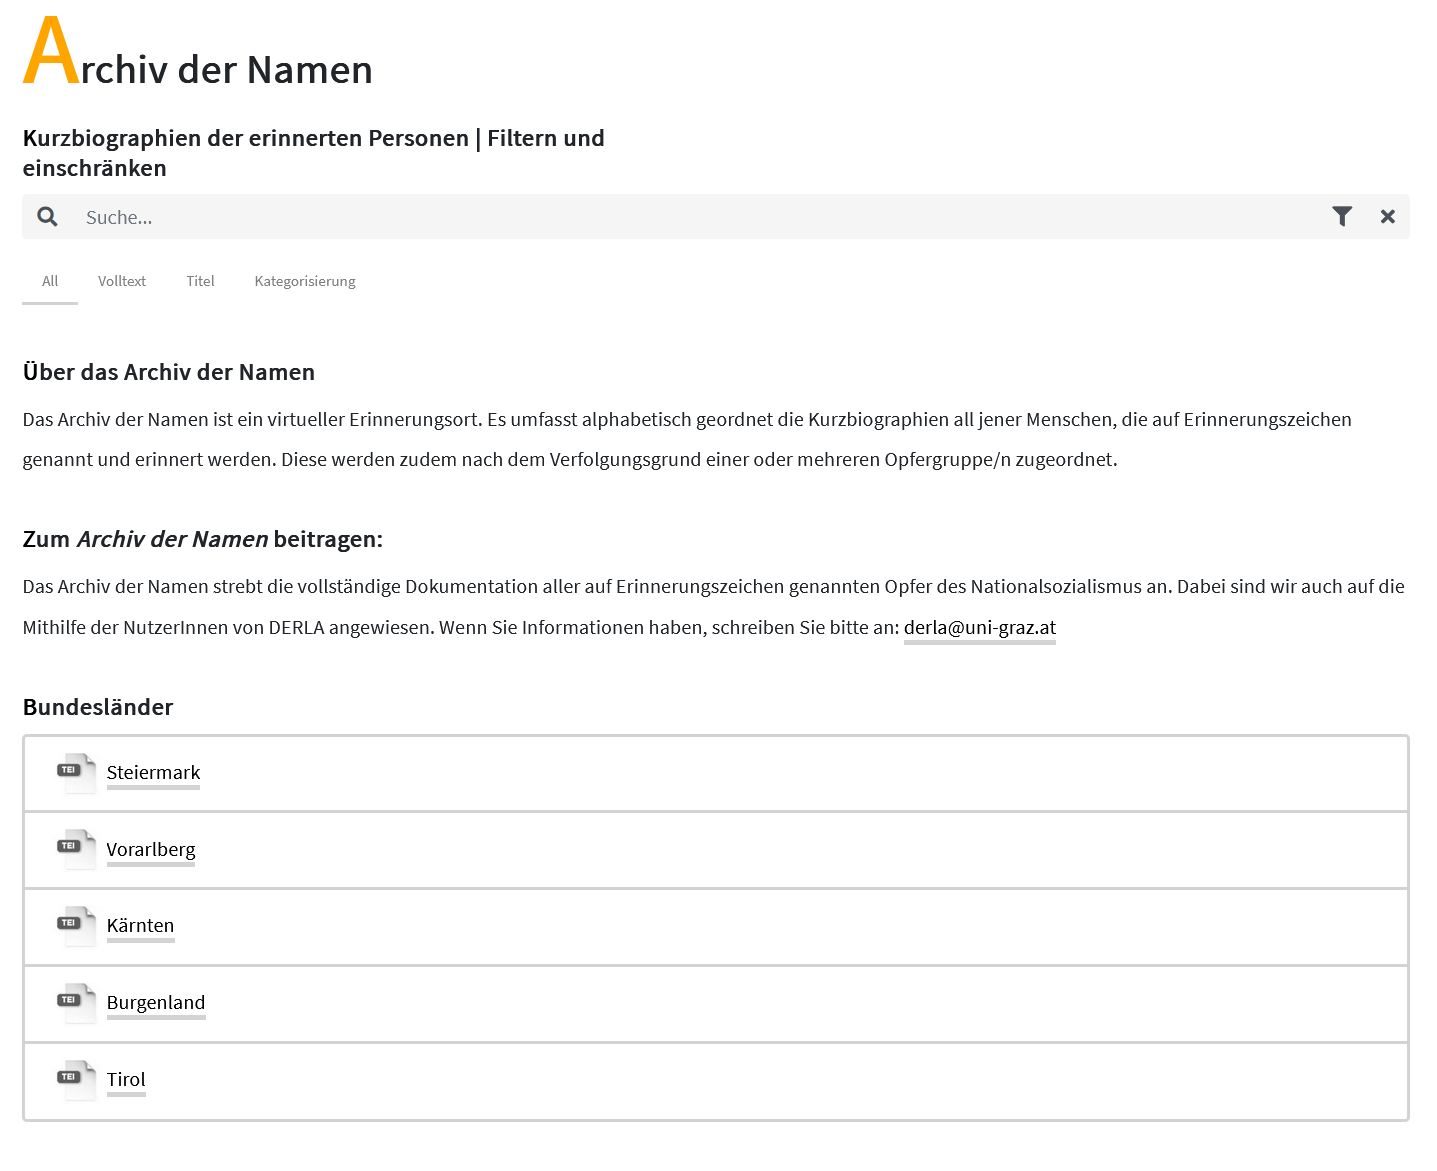 Archiv der Namen
Kurzbiographien der erinnerten Personen | Filtern und
einschränken
Suche...
All Volltext Titel Kategorisierung
Über das Archiv der Namen
Das Archiv der Namen ist ein virtueller Erinnerungsort. Es umfasst alphabetisch geordnet die Kurzbiographien all jener Menschen, die auf Erinnerungszeichen
genannt und erinnert werden. Diese werden zudem nach dem Verfolgungsgrund einer oder mehreren Opfergruppe/n zugeordnet.
Zum Archiv der Namen beitragen:
Das Archiv der Namen strebt die vollständige Dokumentation aller auf Erinnerungszeichen genannten Opfer des Nationalsozialismus an. Dabei sind wir auch auf die
Mithilfe der NutzerInnen von DERLA angewiesen. Wenn Sie Informationen haben, schreiben Sie bitte an: derla@uni-graz.at
Bundesländer
TEI Steiermark
TEI Vorarlberg
TEI Kärnten
TEI Burgenland
TEI Tirol